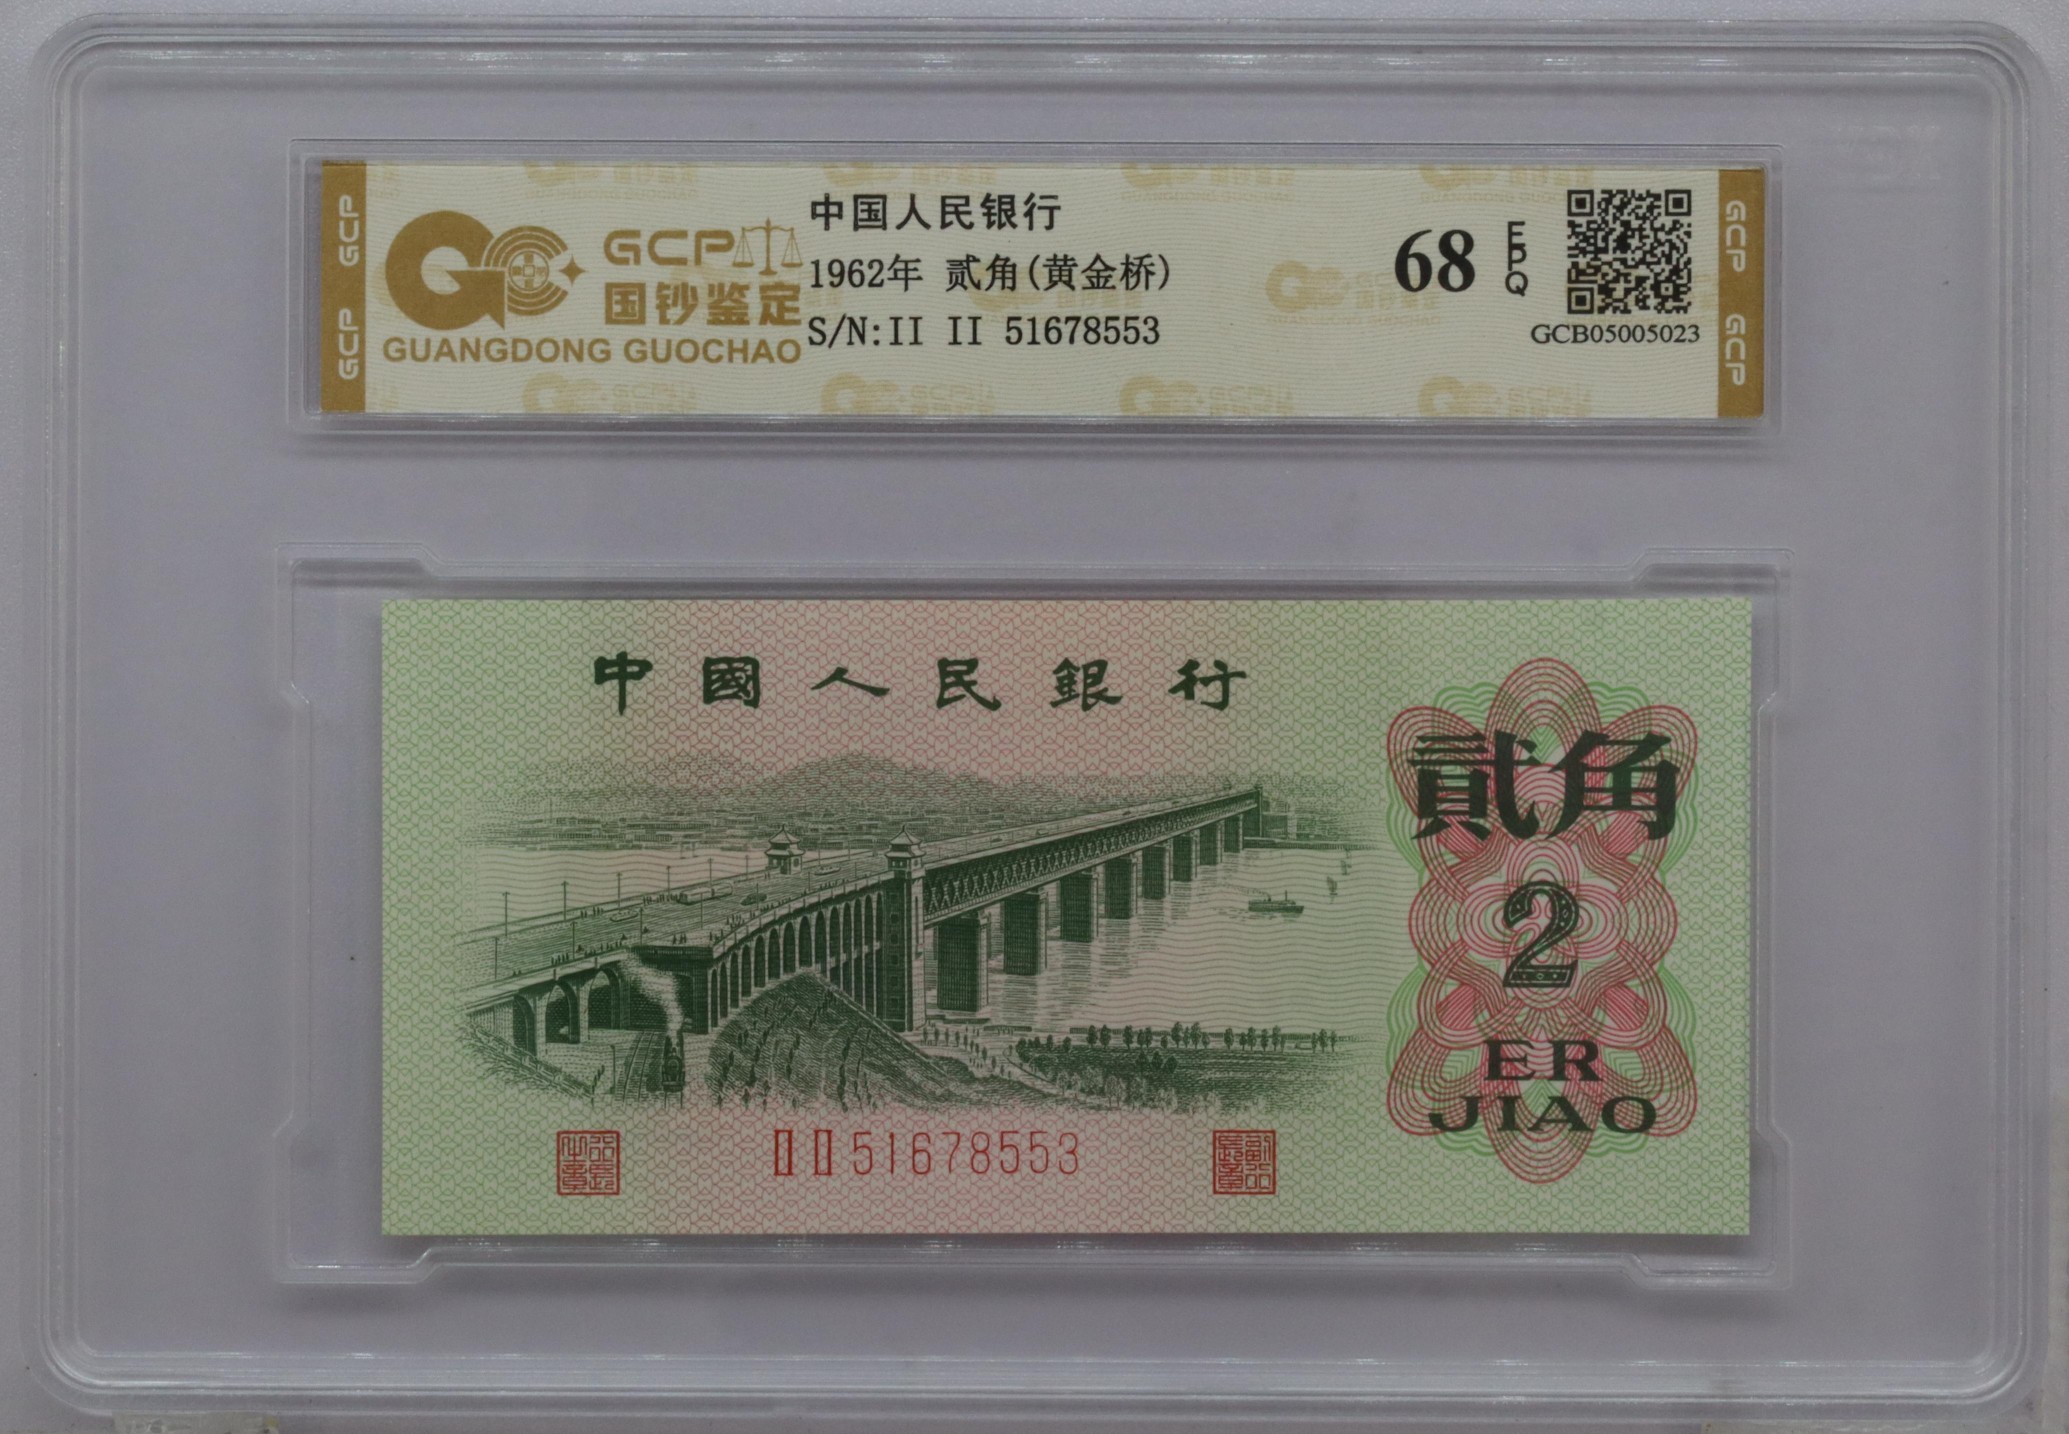 GCP
GCP
GCP
国钞鉴定
GUANGDONG GUOCHAO
中国人民银行
1962年 贰角(黄金桥)
S/N:II II 51678553
68 EPQ
GCB05005023
GCP
GCP
中國人民銀行
貳角
2
ER
JIAO
ⅡⅡ51678553